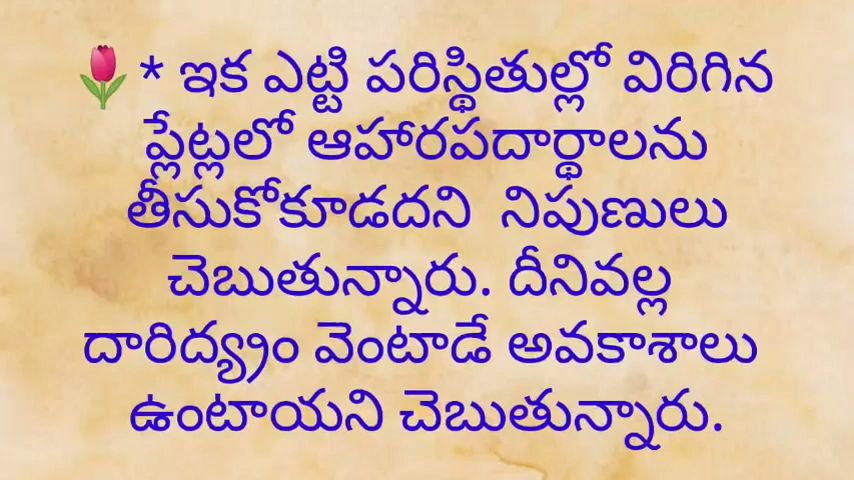 🌷* ఇక ఎట్టి పరిస్థితుల్లో విరిగిన
ప్లేట్లలో ఆహారపదార్థాలను
తీసుకోకూడదని నిపుణులు
చెబుతున్నారు. దీనివల్ల
దారిద్య్రం వెంటాడే అవకాశాలు
ఉంటాయని చెబుతున్నారు.